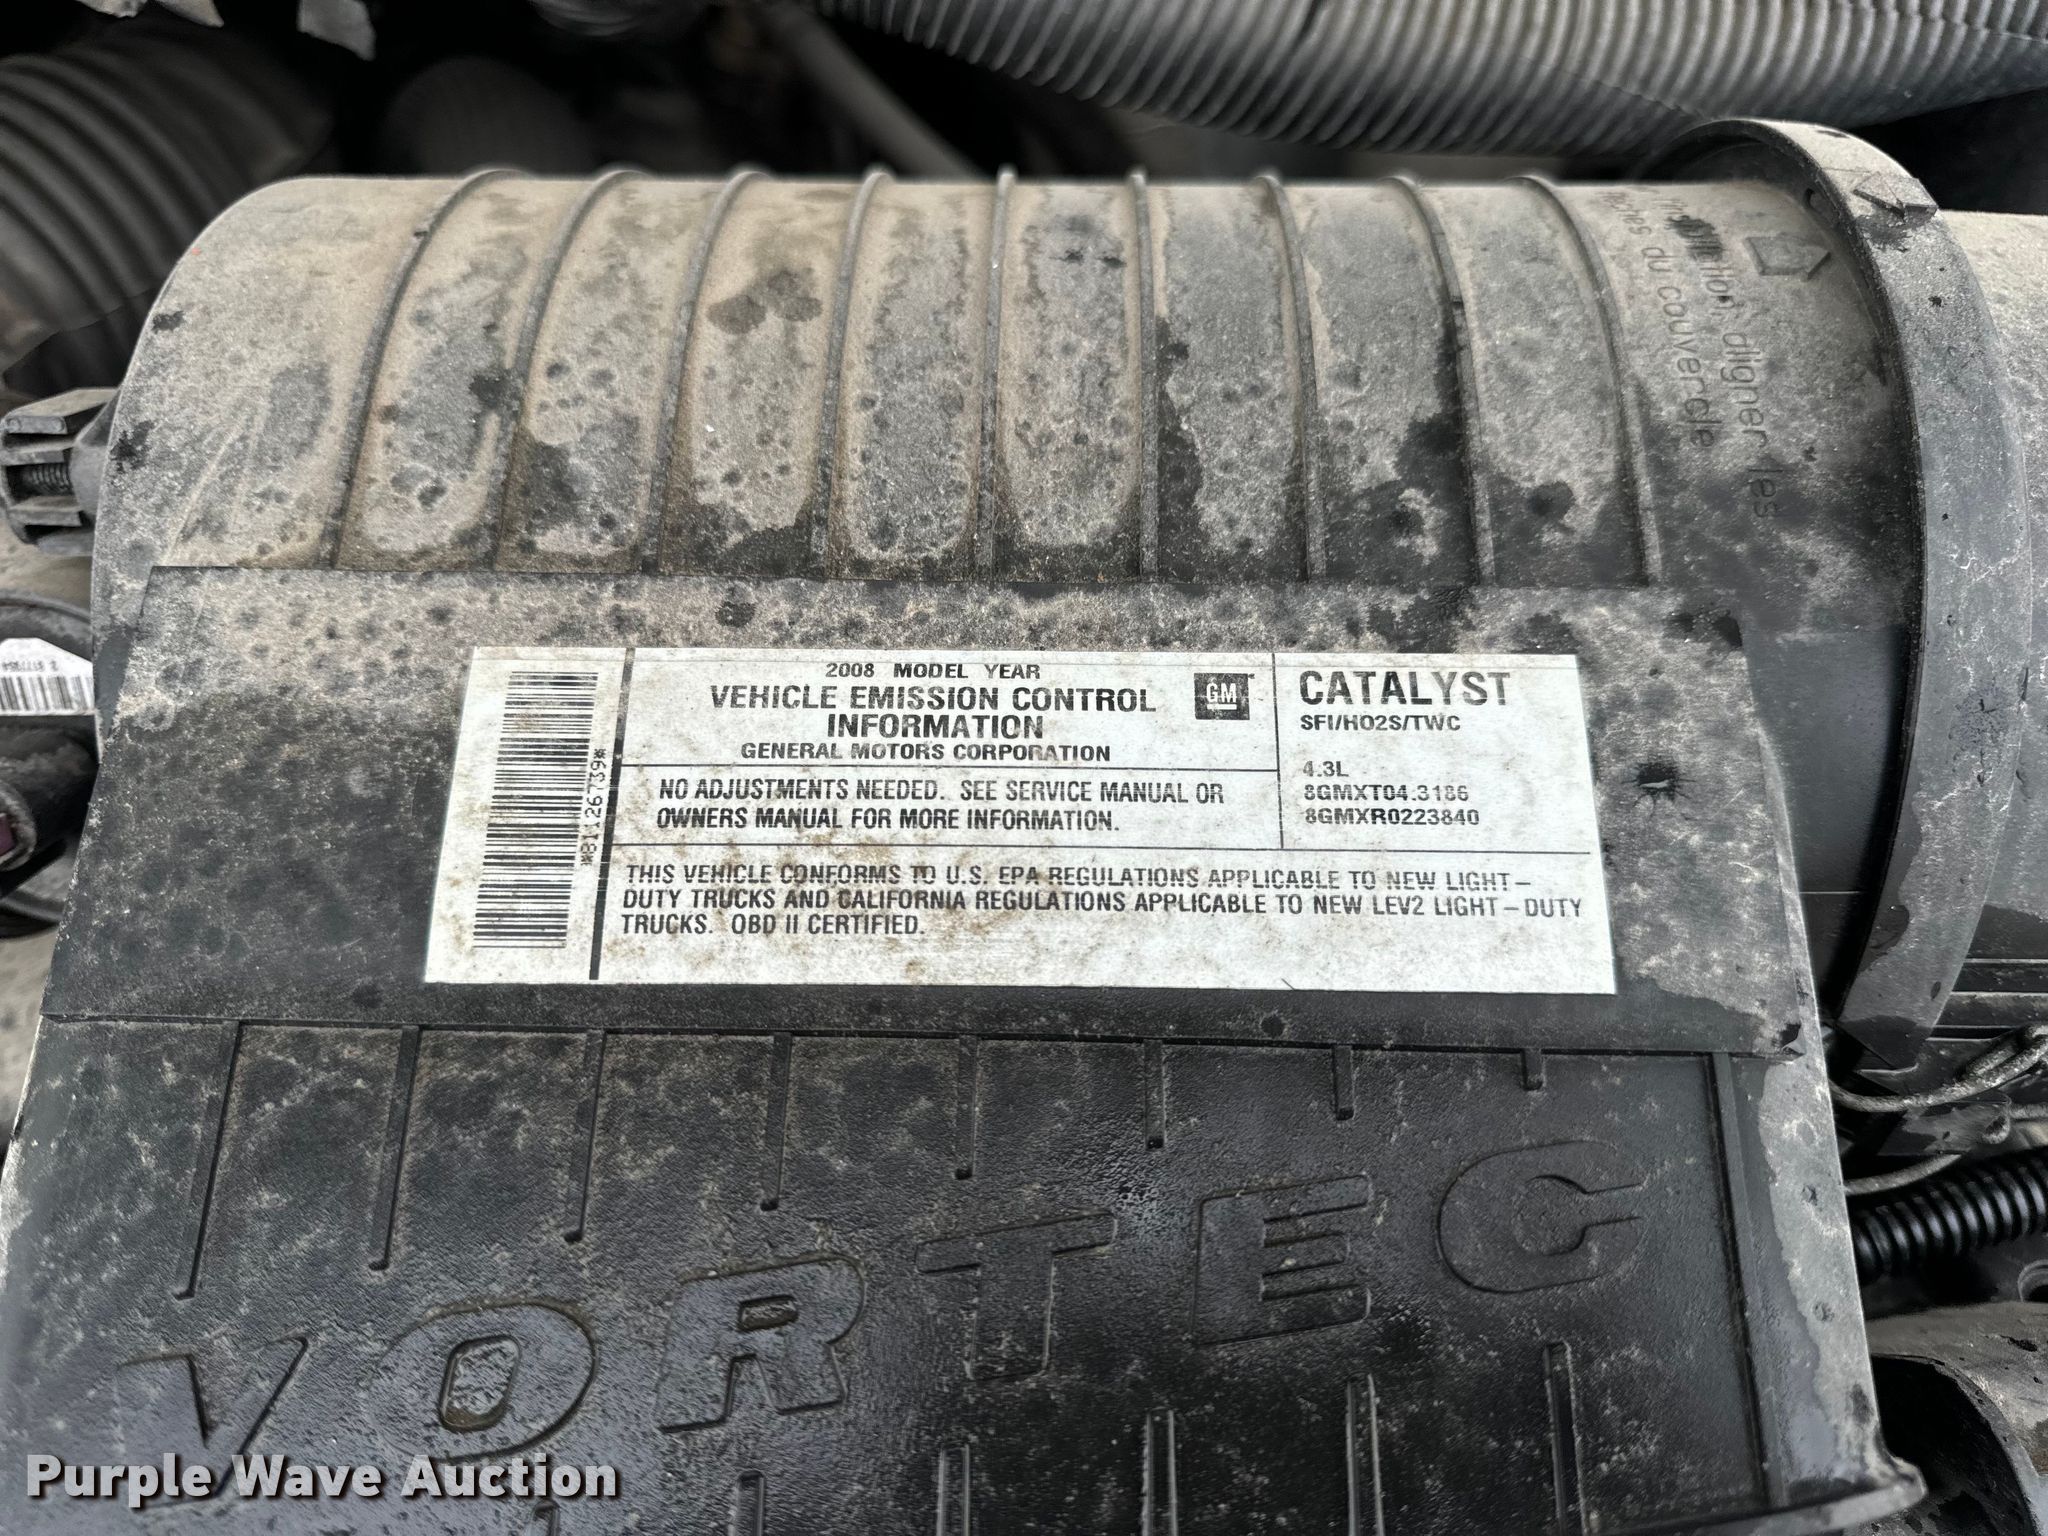 du couvercle
2008 MODEL YEAR
VEHICLE EMISSION CONTROL
INFORMATION
GENERAL MOTORS CORPORATION
GM
NO ADJUSTMENTS NEEDED. SEE SERVICE MANUAL OR
OWNERS MANUAL FOR MORE INFORMATION.
CATALYST
SFI/HO2S/TWC
4.3L
8GMXT04.3186
8GMXR0223840
THIS VEHICLE CONFORMS TO U.S. EPA REGULATIONS APPLICABLE TO NEW LIGHT-
DUTY TRUCKS AND CALIFORNIA REGULATIONS APPLICABLE TO NEW LEV2 LIGHT-DUTY
TRUCKS. OBD II CERTIFIED.
VORTEC
Purple Wave Auction